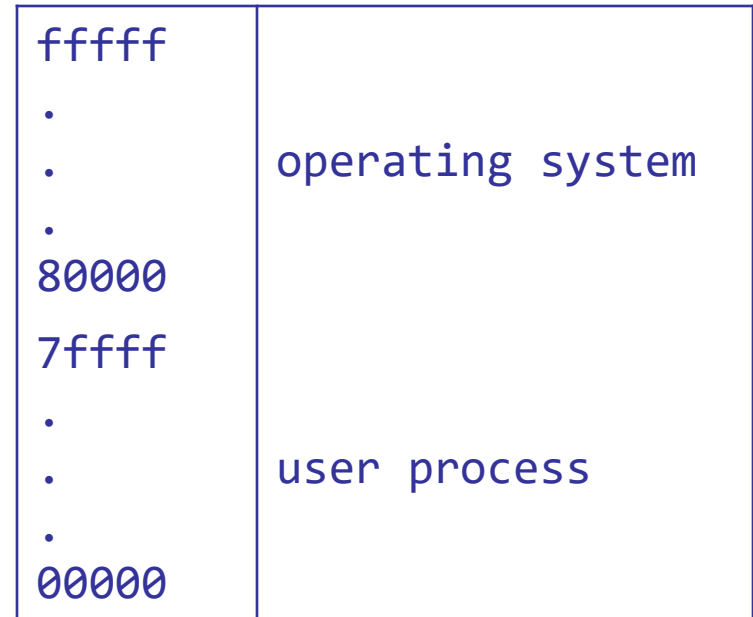 fffff
.
. operating system
.
80000
7ffff
.
. user process
.
00000